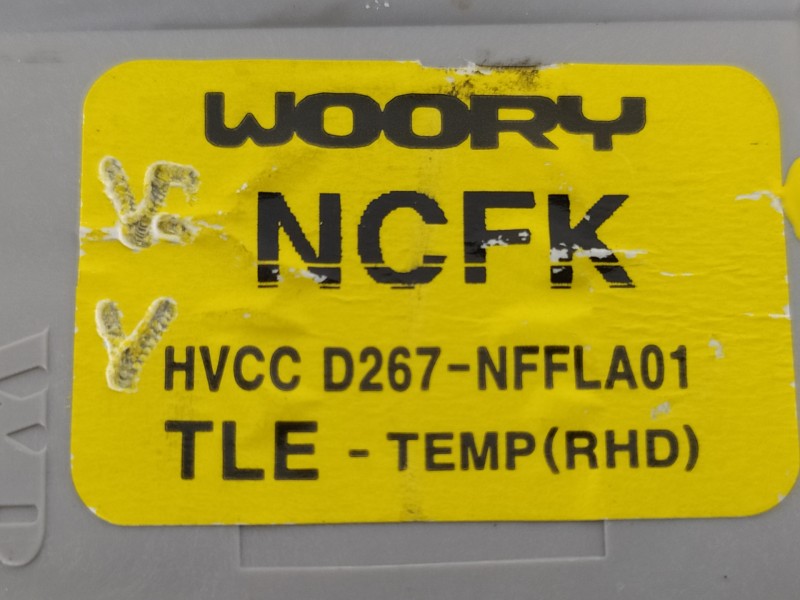 WOORY
NCFK
HVCC D267-NFFLA01
TLE - TEMP(RHD)